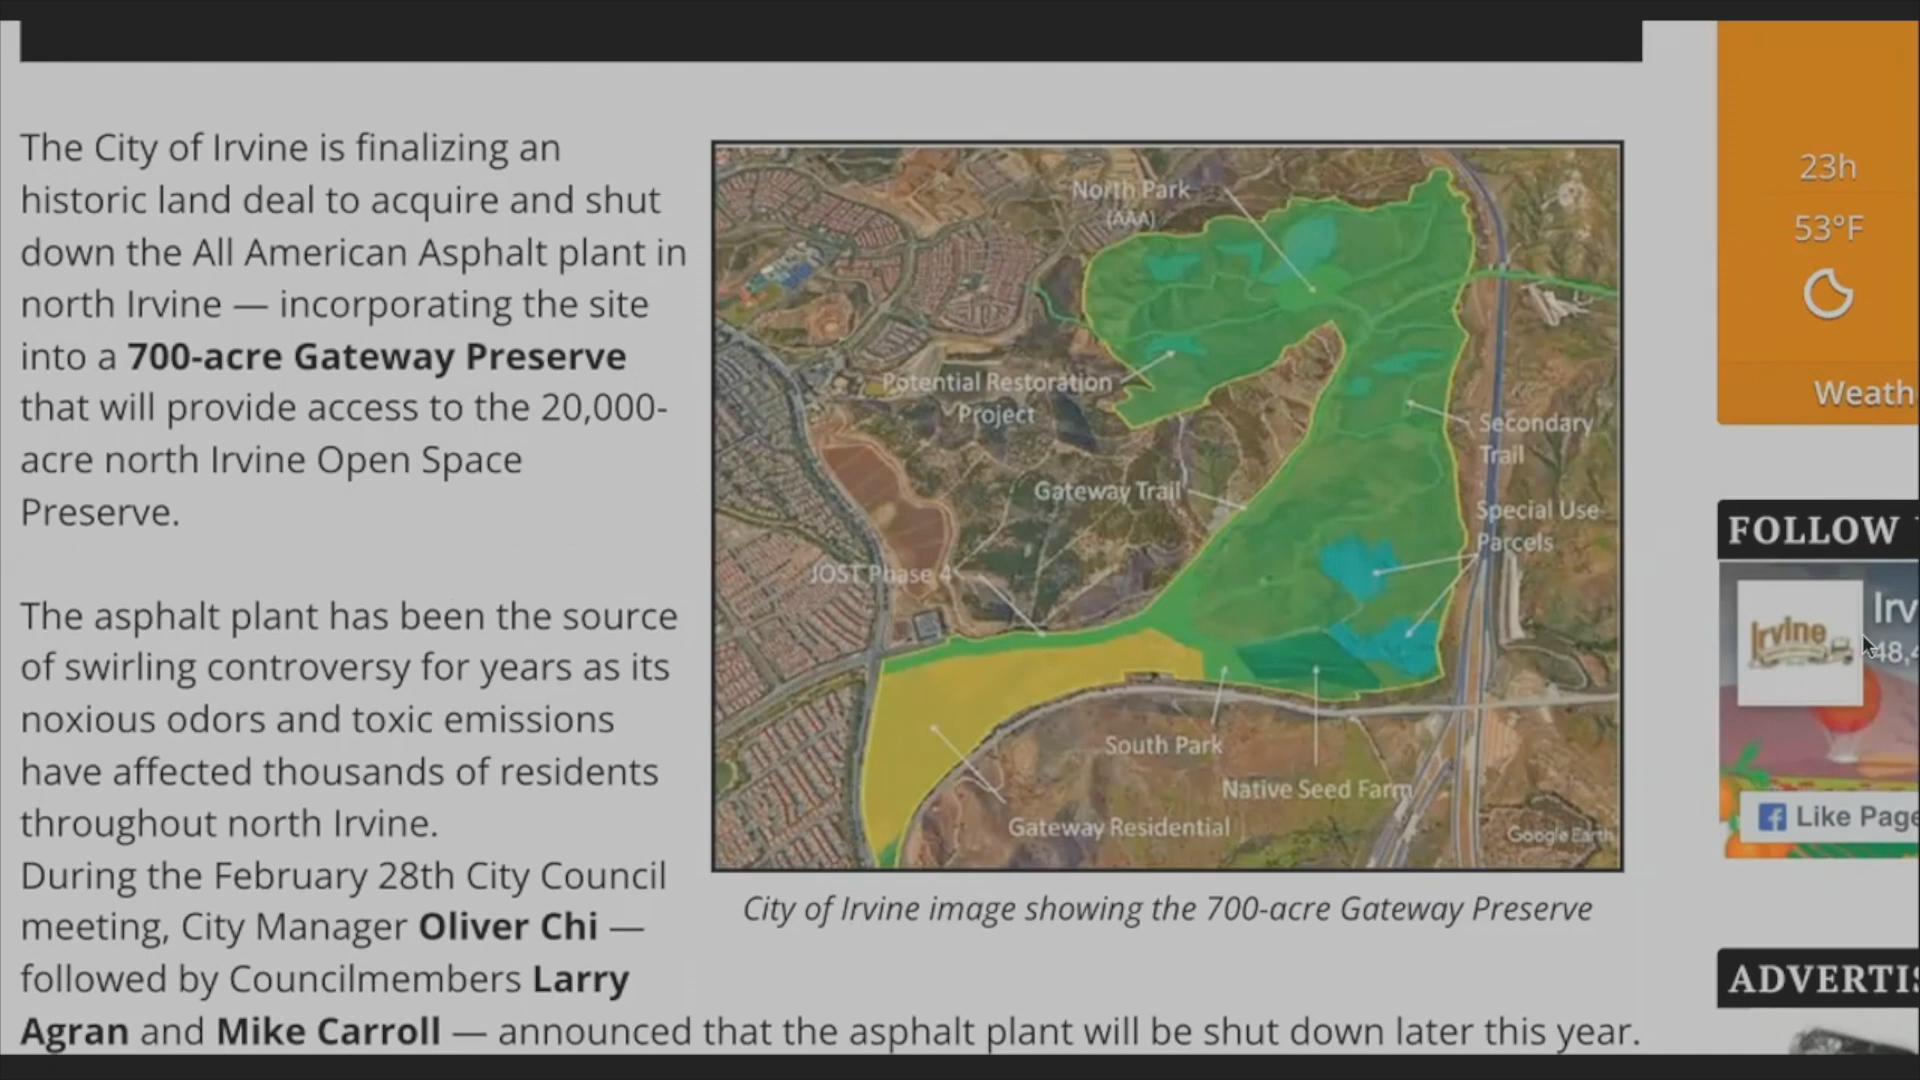 The City of Irvine is finalizing an
historic land deal to acquire and shut
down the All American Asphalt plant in
north Irvine — incorporating the site
into a 700-acre Gateway Preserve
that will provide access to the 20,000-
acre north Irvine Open Space
Preserve.
The asphalt plant has been the source
of swirling controversy for years as its
noxious odors and toxic emissions
have affected thousands of residents
throughout north Irvine.
During the February 28th City Council
meeting, City Manager Oliver Chi —
followed by Councilmembers Larry
Agran and Mike Carroll — announced that the asphalt plant will be shut down later this year.
North Park
(AAA)
Potential Restoration
Project
Secondary
Trail
Gateway Trail
Special Use
Parcels
JOST Phase 4
South Park
Native Seed Farm
Gateway Residential
Google Earth
City of Irvine image showing the 700-acre Gateway Preserve
23h
53°F
Weath
FOLLOW
Irv
Irvine
48,4
Like Page
ADVERTIS